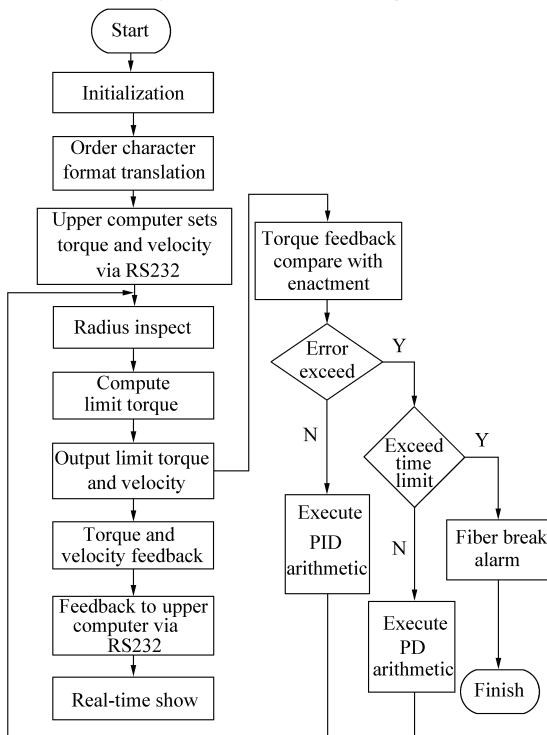 Start
Initialization
Order character
format translation
Upper computer sets
torque and velocity
via RS232
Radius inspect
Compute
limit torque
Output limit torque
and velocity
Torque and
velocity feedback
Feedback to upper
computer via
RS232
Real-time show
Torque feedback
compare with
enactment
Error
exceed
Y
N
Exceed
time
limit
Y
N
Execute
PID
arithmetic
Execute
PD
arithmetic
Fiber break
alarm
Finish